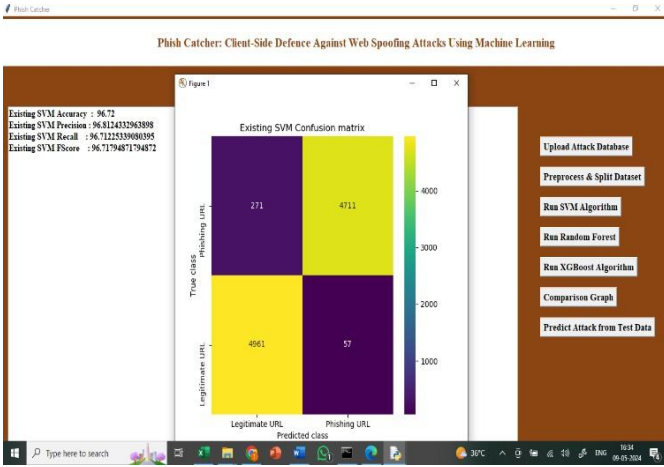 Phish Catcher
Phish Catcher: Client-Side Defence Against Web Spoofing Attacks Using Machine Learning
Existing SVM Accuracy : 96.72
Existing SVM Precision : 96.8124332963898
Existing SVM Recall : 96.71225339080395
Existing SVM FScore : 96.71794871794872
Figure 1
Existing SVM Confusion matrix
271
4711
4961
57
Phishing URL
Legitimate URL
True class
Legitimate URL
Phishing URL
Predicted class
4000
3000
2000
1000
Upload Attack Database
Preprocess & Split Dataset
Run SVM Algorithm
Run Random Forest
Run XGBoost Algorithm
Comparison Graph
Predict Attack from Test Data
Type here to search
36°C
ENG
16:34
09-05-2024